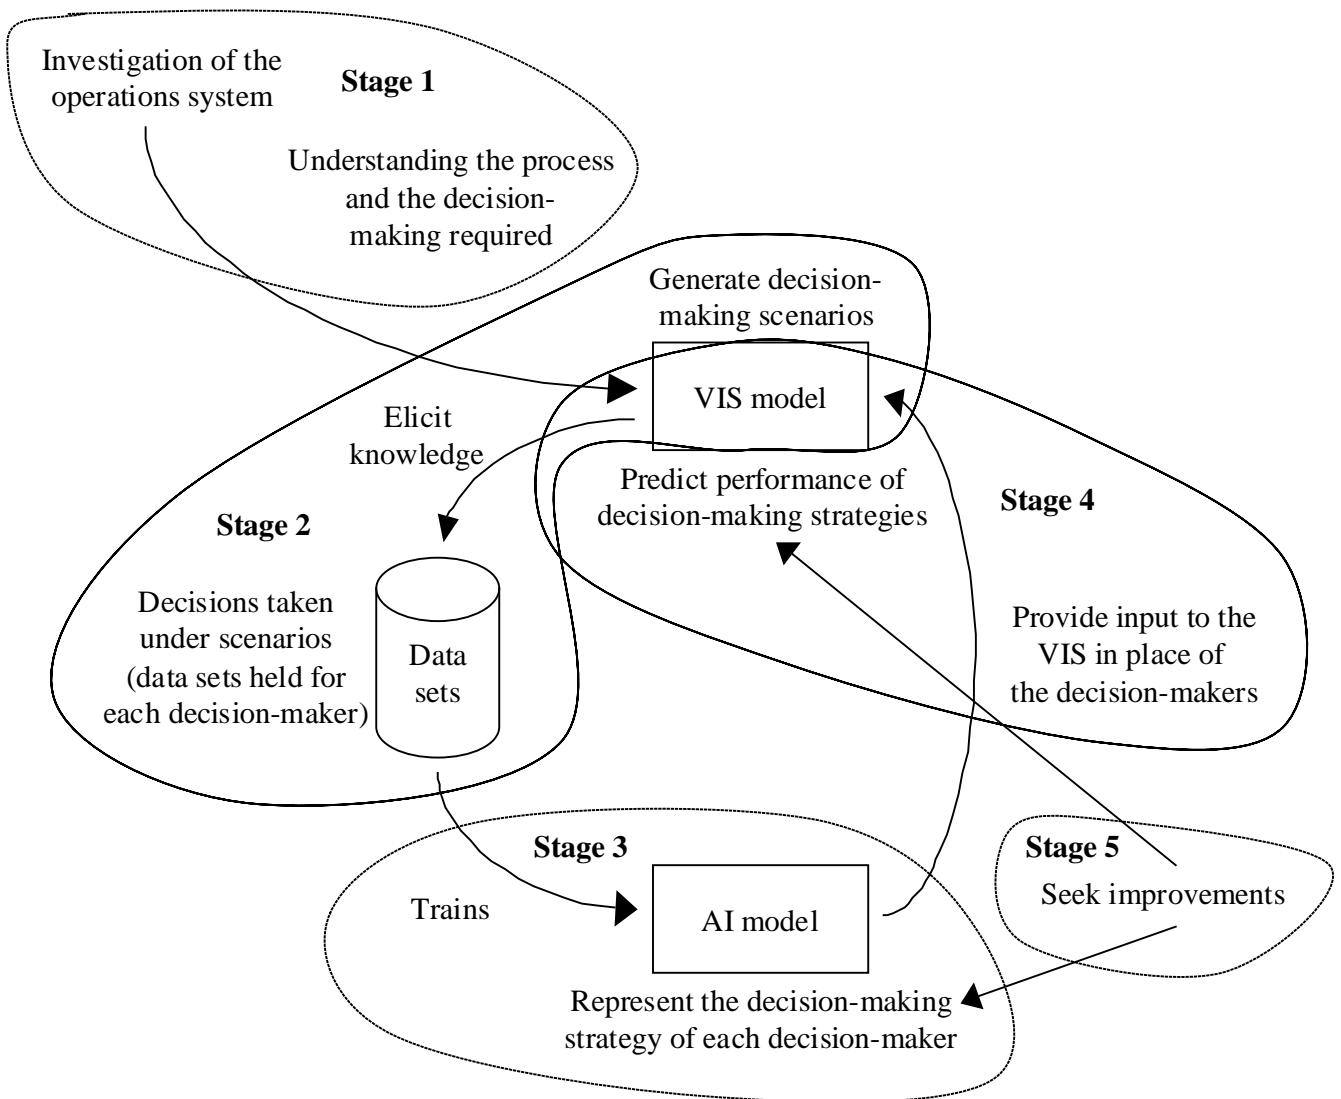 Investigation of the
operations system
Stage 1
Understanding the process
and the decision-
making required
Generate decision-
making scenarios
VIS model
Elicit
knowledge
Predict performance of
decision-making strategies
Stage 4
Stage 2
Decisions taken
under scenarios
(data sets held for
each decision-maker)
Data
sets
Provide input to the
VIS in place of
the decision-makers
Stage 3
Trains
AI model
Represent the decision-making
strategy of each decision-maker
Stage 5
Seek improvements